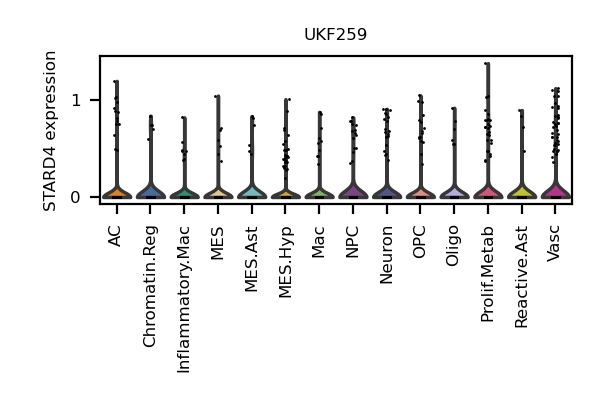 UKF259
STARD4 expression
1
0
AC
Chromatin.Reg
Inflammatory.Mac
MES
MES.Ast
MES.Hyp
Mac
NPC
Neuron
OPC
Oligo
Prolif.Metab
Reactive.Ast
Vasc